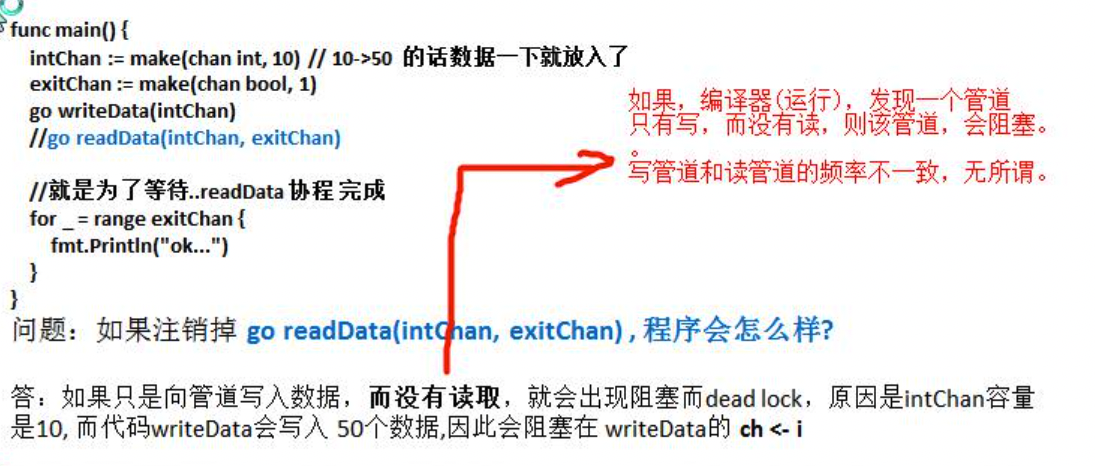 func main() {
intChan := make(chan int, 10) // 10->50 的话数据一下就放入了
exitChan := make(chan bool, 1)
go writeData(intChan)
//go readData(intChan, exitChan)
如果，编译器(运行)，发现一个管道
只有写，而没有读，则该管道，会阻塞。
。
写管道和读管道的频率不一致，无所谓。
//就是为了等待..readData 协程 完成
for _ = range exitChan {
fmt.Println("ok...")
}
}
问题：如果注销掉 go readData(intChan, exitChan) , 程序会怎么样?
答：如果只是向管道写入数据，而没有读取，就会出现阻塞而dead lock，原因是intChan容量
是10, 而代码writeData会写入 50个数据,因此会阻塞在 writeData的 ch <- i